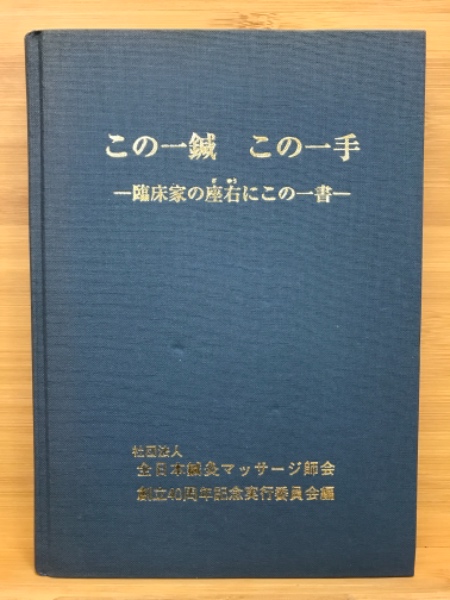 この一鍼 この一手
―臨床家の座右にこの一書―
社団法人
全日本鍼灸マッサージ師会
創立40周年記念実行委員会編